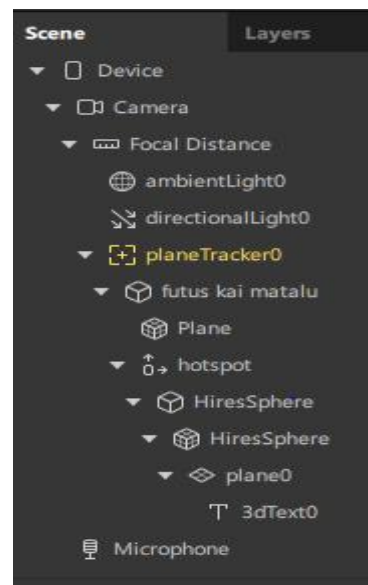 Scene Layers
Device
Camera
Focal Distance
ambientLight0
directionalLight0
planeTracker0
futus kai matalu
Plane
hotspot
HiresSphere
HiresSphere
plane0
3dText0
Microphone